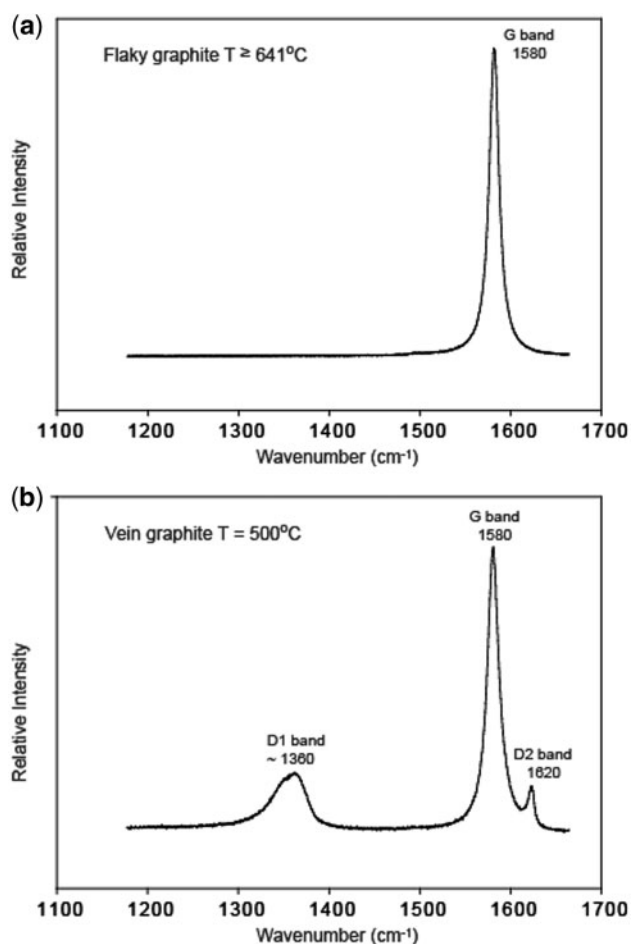 (a)
Flaky graphite T ≥ 641°C
G band
1580
Relative Intensity
1100 1200 1300 1400 1500 1600 1700
Wavenumber (cm-1)
(b)
Vein graphite T = 500°C
G band
1580
D1 band
~ 1360
D2 band
1620
Relative Intensity
1100 1200 1300 1400 1500 1600 1700
Wavenumber (cm-1)